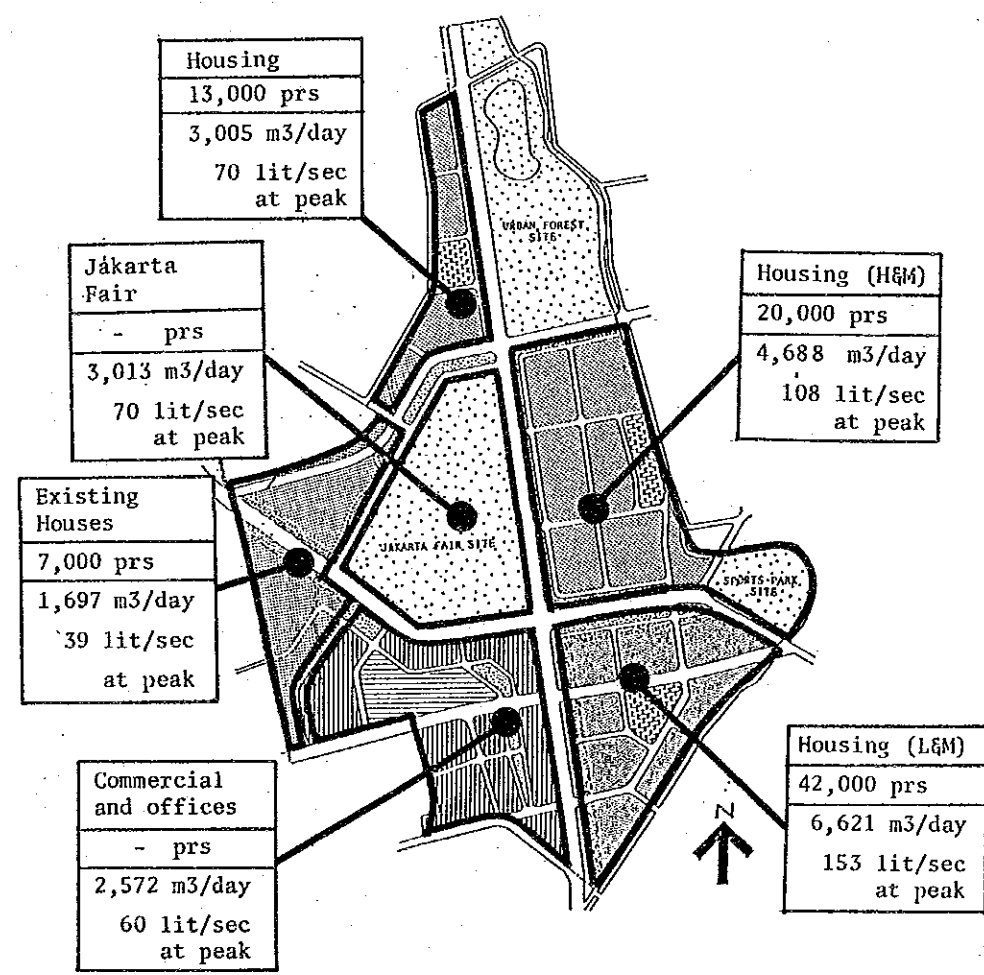 Housing
13,000 prs
3,005 m3/day
70 lit/sec
at peak
URBAN FOREST
SITE
Jákarta
Fair
- prs
3,013 m3/day
70 lit/sec
at peak
Housing (H&M)
20,000 prs
4,688 m3/day
108 lit/sec
at peak
Existing
Houses
7,000 prs
1,697 m3/day
39 lit/sec
at peak
JAKARTA FAIR SITE
SPORTS PARK
SITE
Commercial
and offices
- prs
2,572 m3/day
60 lit/sec
at peak
Housing (L&M)
42,000 prs
6,621 m3/day
153 lit/sec
at peak
N